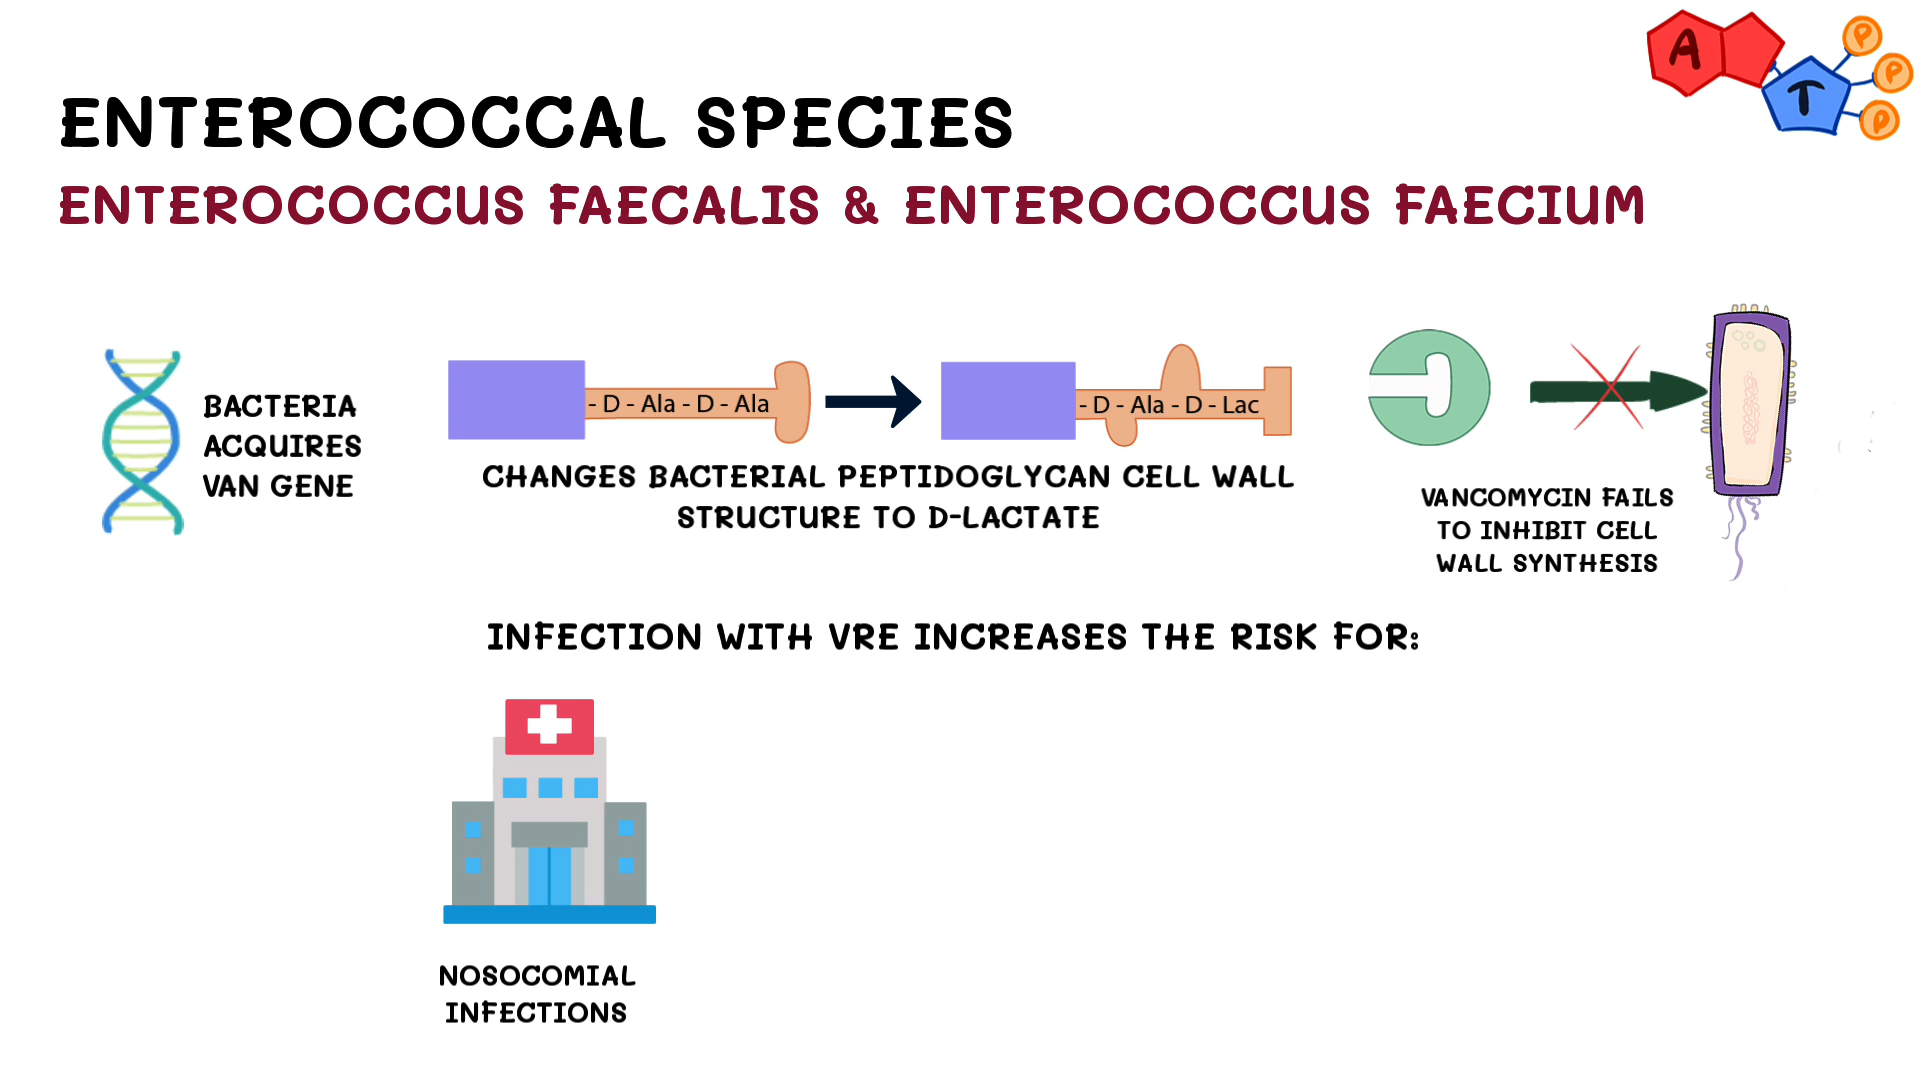 A
T
P
P
P
ENTEROCOCCAL SPECIES
ENTEROCOCCUS FAECALIS & ENTEROCOCCUS FAECIUM
BACTERIA
ACQUIRES
VAN GENE
- D - Ala - D - Ala
- D - Ala - D - Lac
CHANGES BACTERIAL PEPTIDOGLYCAN CELL WALL
STRUCTURE TO D-LACTATE
VANCOMYCIN FAILS
TO INHIBIT CELL
WALL SYNTHESIS
INFECTION WITH VRE INCREASES THE RISK FOR:
NOSOCOMIAL
INFECTIONS